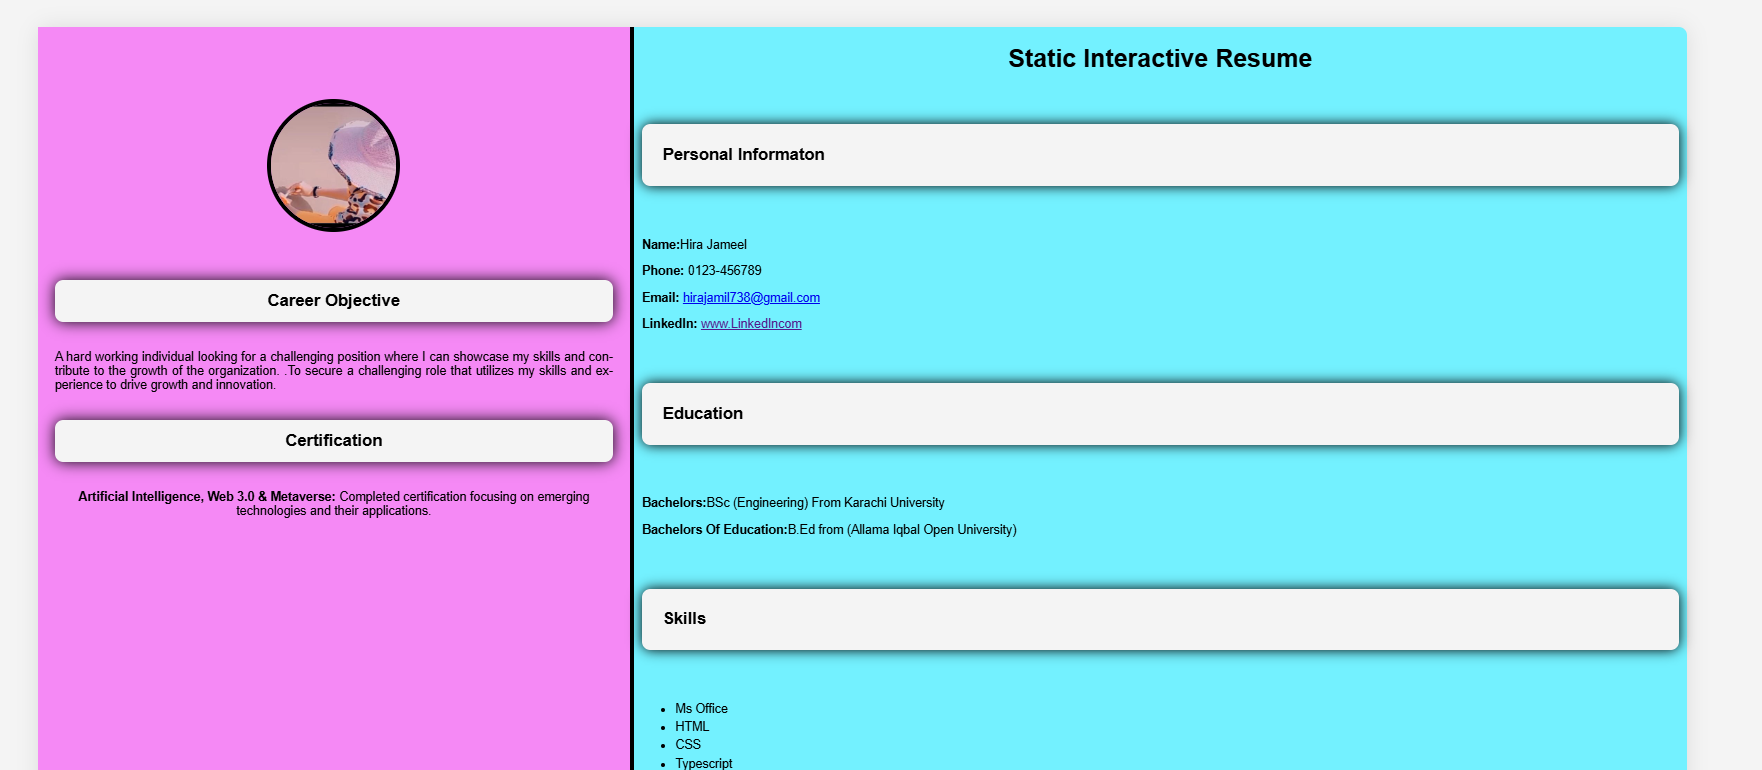 Career Objective
A hard working individual looking for a challenging position where I can showcase my skills and con-
tribute to the growth of the organization. .To secure a challenging role that utilizes my skills and ex-
perience to drive growth and innovation.
Certification
Artificial Intelligence, Web 3.0 & Metaverse: Completed certification focusing on emerging
technologies and their applications.
Static Interactive Resume
Personal Informaton
Name:Hira Jameel
Phone: 0123-456789
Email: hirajamil738@gmail.com
LinkedIn: www.LinkedIncom
Education
Bachelors:BSc (Engineering) From Karachi University
Bachelors Of Education:B.Ed from (Allama Iqbal Open University)
Skills
• Ms Office
• HTML
• CSS
• Typescript